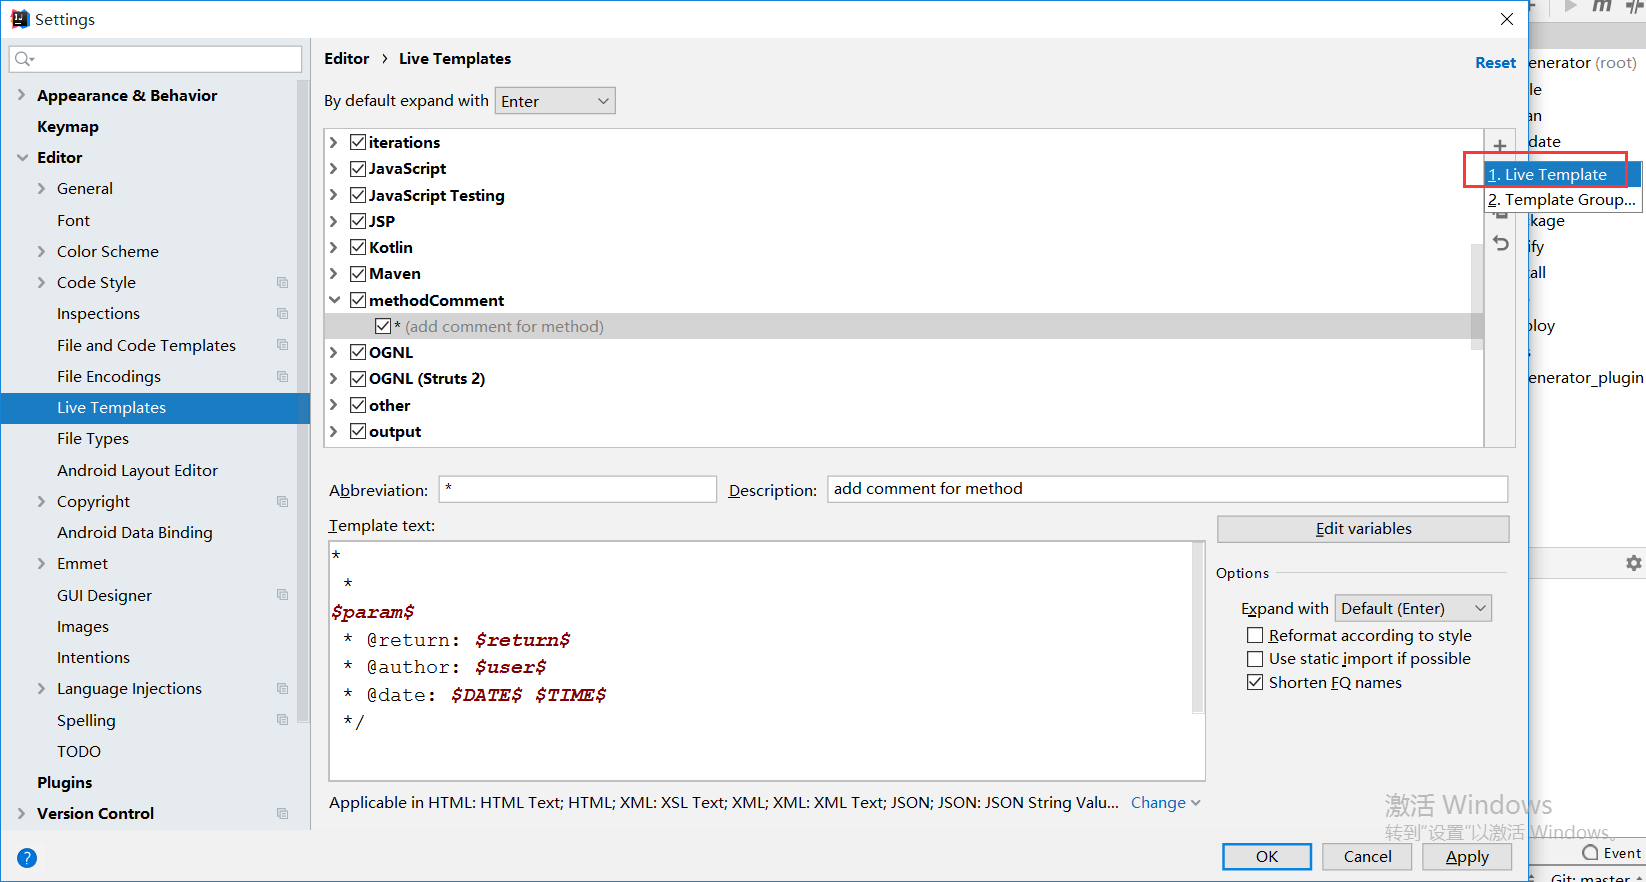 Settings
Editor › Live Templates
Reset
By default expand with Enter
Appearance & Behavior
Keymap
Editor
General
Font
Color Scheme
Code Style
Inspections
File and Code Templates
File Encodings
Live Templates
File Types
Android Layout Editor
Copyright
Android Data Binding
Emmet
GUI Designer
Images
Intentions
Language Injections
Spelling
TODO
Plugins
Version Control
iterations
JavaScript
JavaScript Testing
JSP
Kotlin
Maven
methodComment
* (add comment for method)
OGNL
OGNL (Struts 2)
other
output
1. Live Template
2. Template Group...
Abbreviation: *
Description: add comment for method
Template text:
*
 *
$param$
 * @return: $return$
 * @author: $user$
 * @date: $DATE$ $TIME$
 */
Edit variables
Options
Expand with Default (Enter)
Reformat according to style
Use static import if possible
Shorten FQ names
Applicable in HTML: HTML Text; HTML; XML: XSL Text; XML; XML: XML Text; JSON; JSON: JSON String Valu... Change
OK
Cancel
Apply
?
m
enerator (root)
le
an
date
kage
ify
all
oloy
s
enerator_plugin
激活 Windows
转到"设置"以激活 Windows。
Event
Git: master